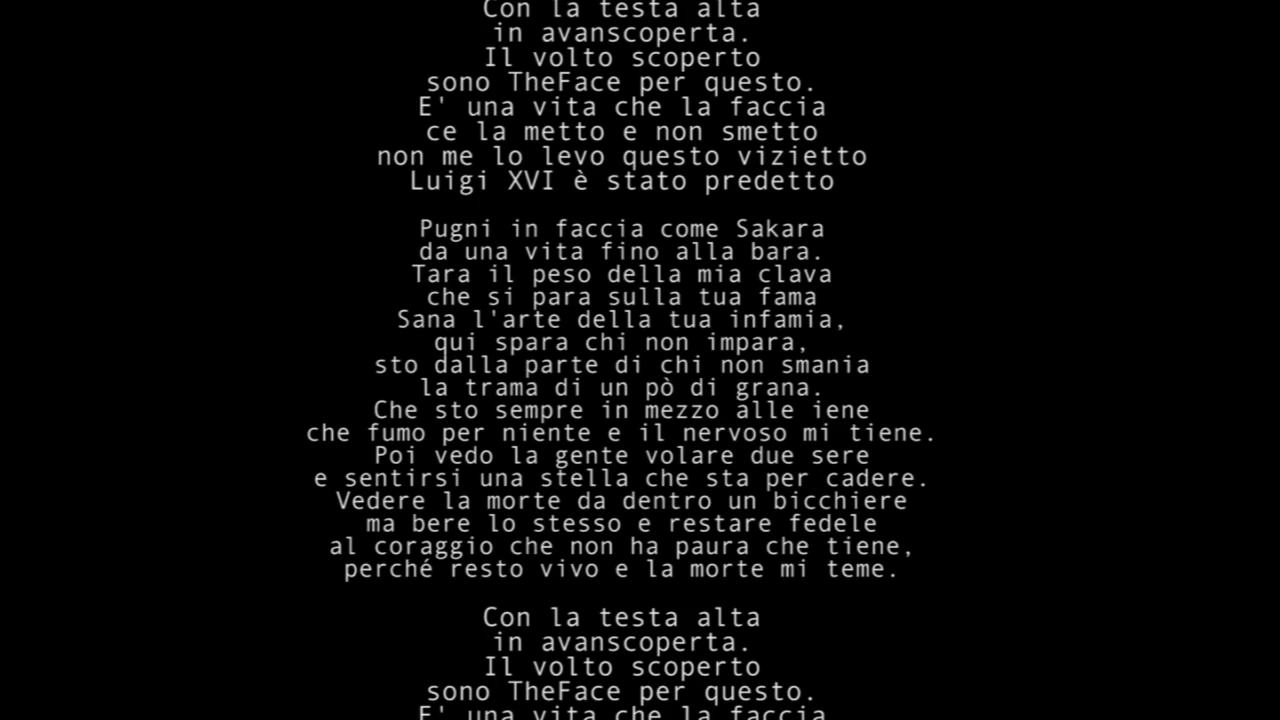 Con la testa alta
in avanscoperta.
Il volto scoperto
sono TheFace per questo.
E' una vita che la faccia
ce la metto e non smetto
non me lo levo questo vizietto
Luigi XVI è stato predetto
Pugni in faccia come Sakara
da una vita fino alla bara.
Tara il peso della mia clava
che si para sulla tua fama
Sana l'arte della tua infamia,
qui spara chi non impara,
sto dalla parte di chi non smania
la trama di un pò di grana.
Che sto sempre in mezzo alle iene
che fumo per niente e il nervoso mi tiene.
Poi vedo la gente volare due sere
e sentirsi una stella che sta per cadere.
Vedere la morte da dentro un bicchiere
ma bere lo stesso e restare fedele
al coraggio che non ha paura che tiene,
perché resto vivo e la morte mi teme.
Con la testa alta
in avanscoperta.
Il volto scoperto
sono TheFace per questo.
E' una vita che la faccia